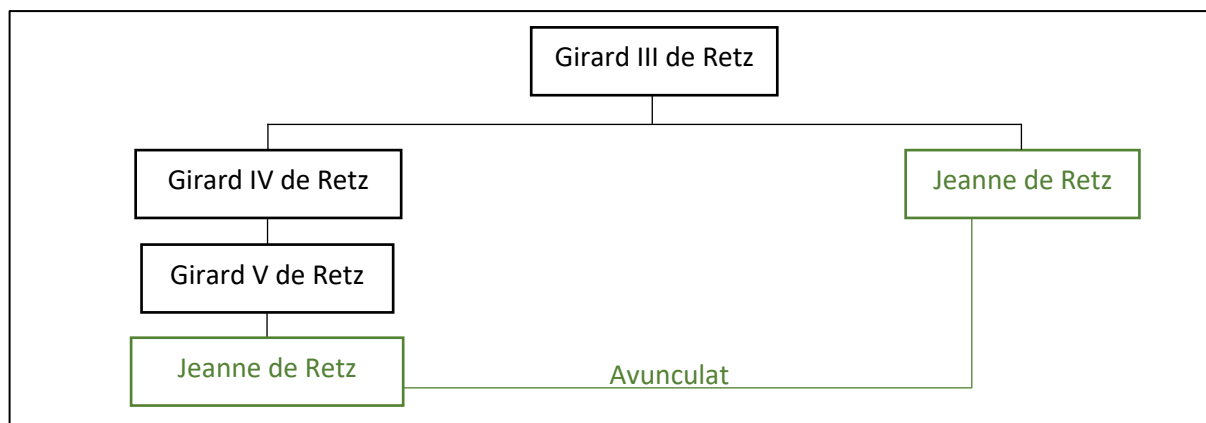 Girard III de Retz
Girard IV de Retz
Jeanne de Retz
Girard V de Retz
Jeanne de Retz
Avunculat